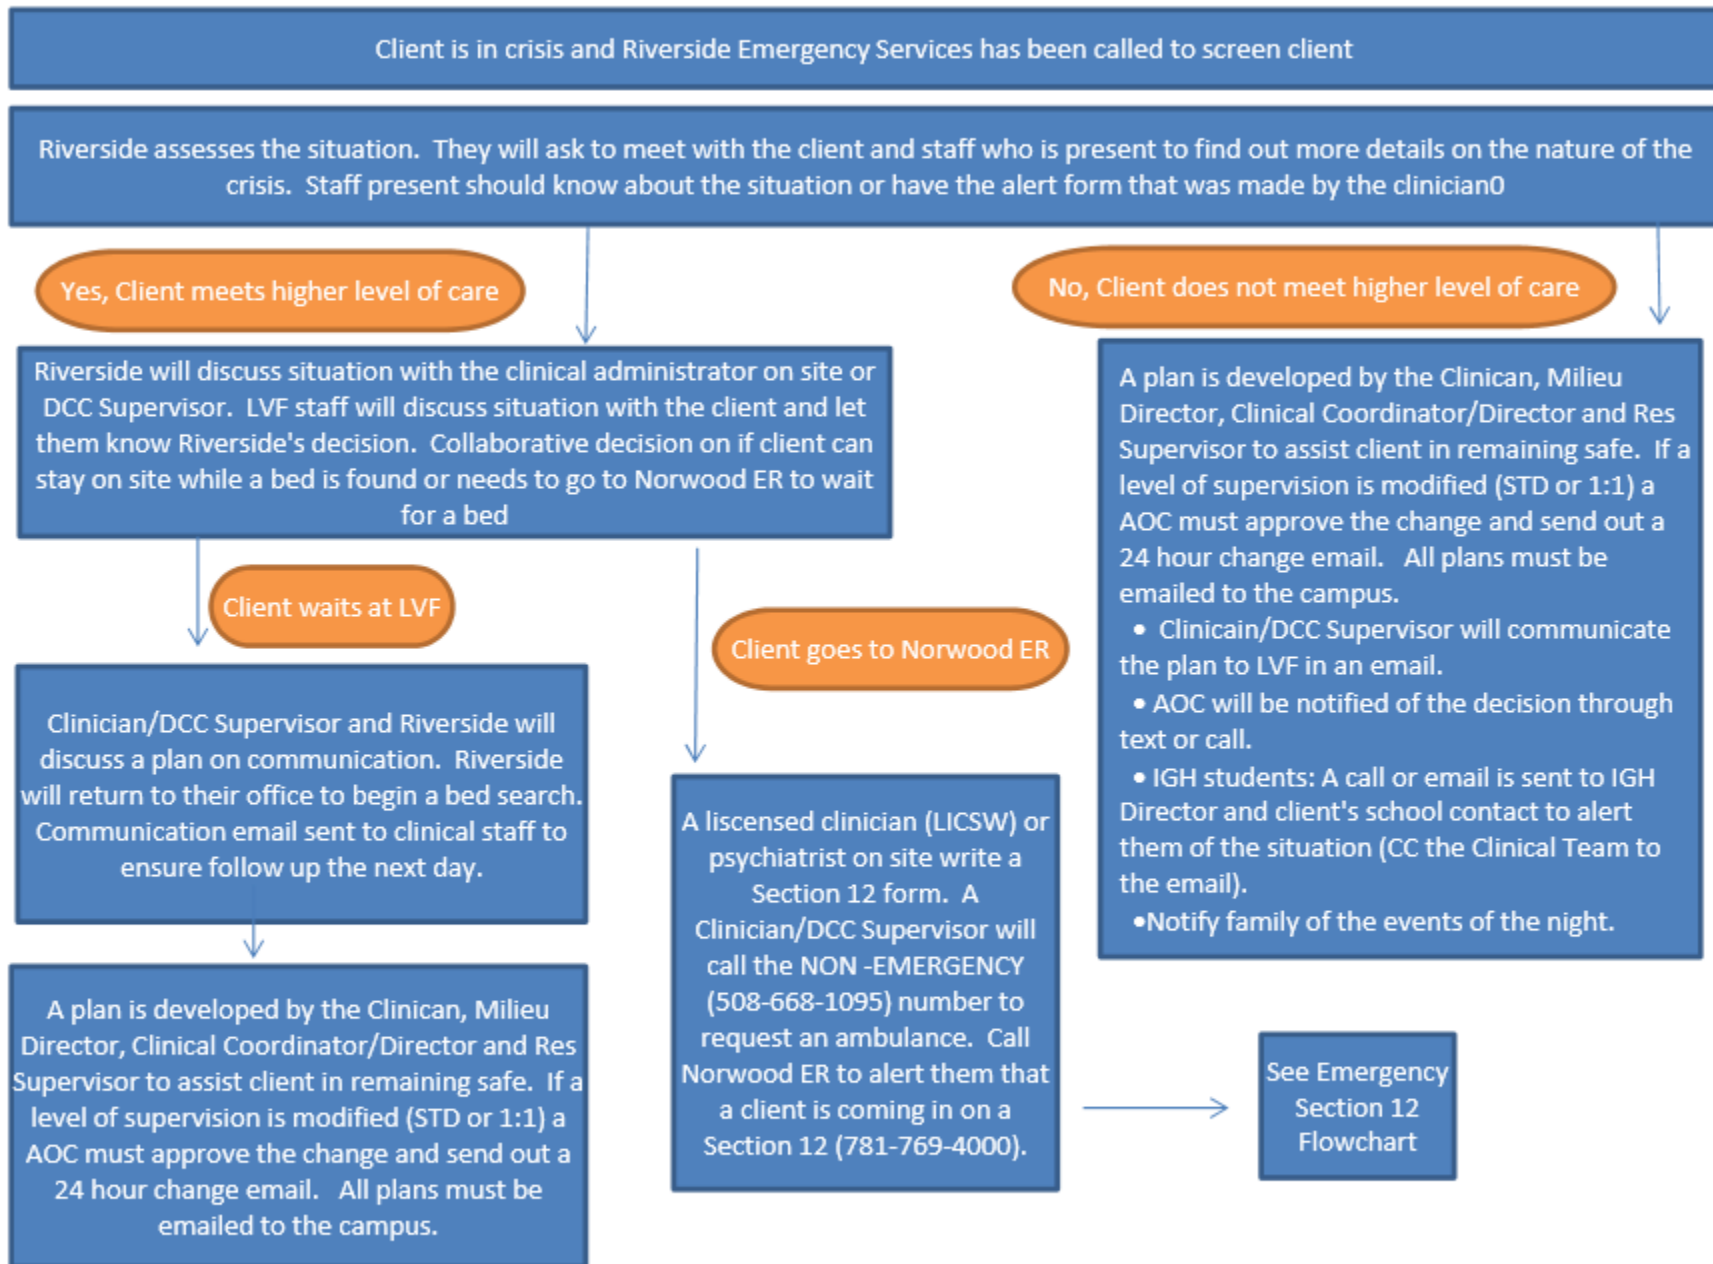 Client is in crisis and Riverside Emergency Services has been called to screen client
Riverside assesses the situation.  They will ask to meet with the client and staff who is present to find out more details on the nature of the
crisis.  Staff present should know about the situation or have the alert form that was made by the clinician0
Yes, Client meets higher level of care
No, Client does not meet higher level of care
Riverside will discuss situation with the clinical administrator on site or
DCC Supervisor.  LVF staff will discuss situation with the client and let
them know Riverside's decision.  Collaborative decision on if client can
stay on site while a bed is found or needs to go to Norwood ER to wait
for a bed
Client waits at LVF
Client goes to Norwood ER
Clinician/DCC Supervisor and Riverside will
discuss a plan on communication.  Riverside
will return to their office to begin a bed search.
Communication email sent to clinical staff to
ensure follow up the next day.
A plan is developed by the Clinican, Milieu
Director, Clinical Coordinator/Director and Res
Supervisor to assist client in remaining safe.  If a
level of supervision is modified (STD or 1:1) a
AOC must approve the change and send out a
24 hour change email.   All plans must be
emailed to the campus.
A liscensed clinician (LICSW) or
psychiatrist on site write a
Section 12 form.  A
Clinician/DCC Supervisor will
call the NON -EMERGENCY
(508-668-1095) number to
request an ambulance.  Call
Norwood ER to alert them that
a client is coming in on a
Section 12 (781-769-4000).
See Emergency
Section 12
Flowchart
A plan is developed by the Clinican, Milieu
Director, Clinical Coordinator/Director and Res
Supervisor to assist client in remaining safe.  If a
level of supervision is modified (STD or 1:1) a
AOC must approve the change and send out a
24 hour change email.   All plans must be
emailed to the campus.
•  Clinicain/DCC Supervisor will communicate
the plan to LVF in an email.
• AOC will be notified of the decision through
text or call.
• IGH students: A call or email is sent to IGH
Director and client's school contact to alert
them of the situation (CC the Clinical Team to
the email).
•Notify family of the events of the night.